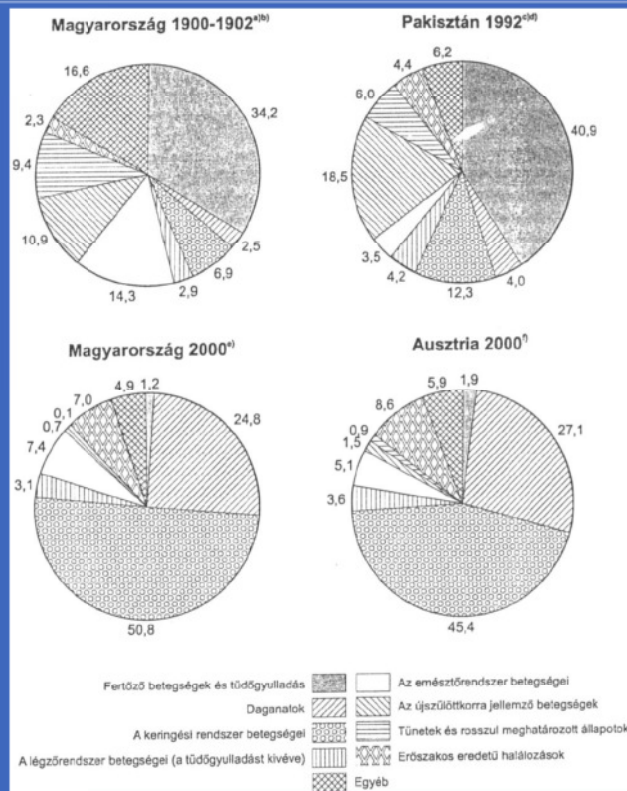 Magyarország 1900-1902a)b)
16,6
34,2
2,3
9,4
10,9
14,3
2,9
6,9
2,5
Pakisztán 1992c)d)
6,2
4,4
6,0
40,9
18,5
3,5
4,2
12,3
4,0
Magyarország 2000e)
4,9
1,2
7,0
0,1
0,7
24,8
7,4
3,1
50,8
Ausztria 2000f)
5,9
1,9
8,6
0,9
1,5
27,1
5,1
3,6
45,4
Fertőző betegségek és tüdőgyulladás
Az emésztőrendszer betegségei
Daganatok
Az újszülöttkorra jellemző betegségek
A keringési rendszer betegségei
Tünetek és rosszul meghatározott állapotok
A légzőrendszer betegségei (a tüdőgyulladást kivéve)
Erőszakos eredetű halálozások
Egyéb